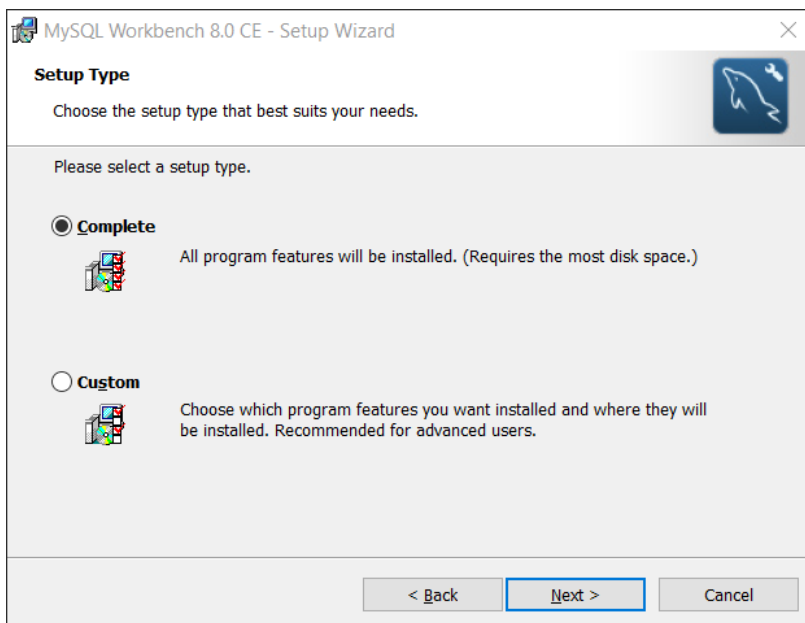 MySQL Workbench 8.0 CE - Setup Wizard
Setup Type
Choose the setup type that best suits your needs.
Please select a setup type.
Complete
All program features will be installed. (Requires the most disk space.)
Custom
Choose which program features you want installed and where they will
be installed. Recommended for advanced users.
< Back Next > Cancel